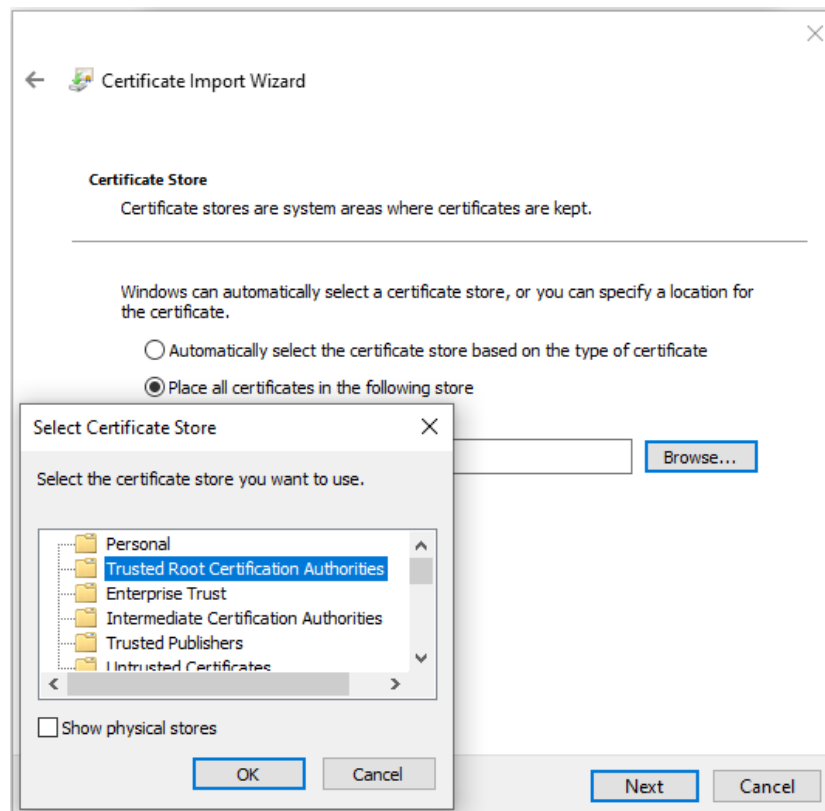 Certificate Import Wizard
Certificate Store
Certificate stores are system areas where certificates are kept.
Windows can automatically select a certificate store, or you can specify a location for
the certificate.
Automatically select the certificate store based on the type of certificate
Place all certificates in the following store
Browse...
Select Certificate Store
Select the certificate store you want to use.
Personal
Trusted Root Certification Authorities
Enterprise Trust
Intermediate Certification Authorities
Trusted Publishers
Untrusted Certificates
Show physical stores
OK Cancel
Next Cancel